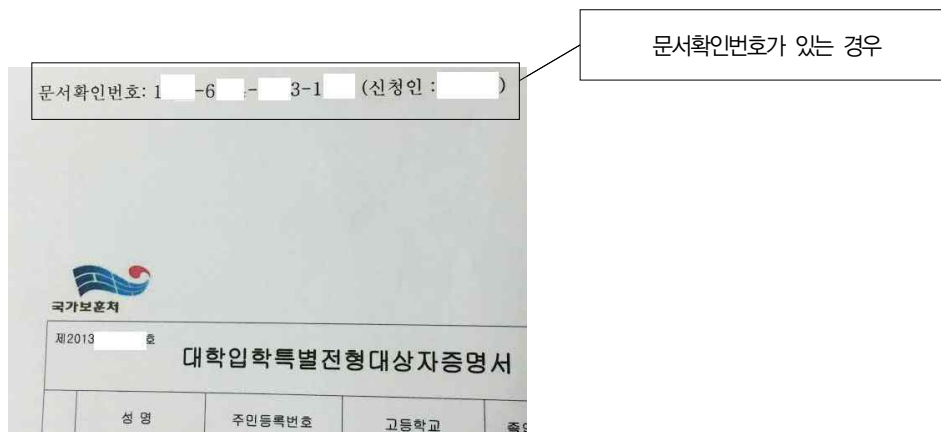 문서확인번호가 있는 경우
문서확인번호: 1 -6 - 3-1 (신청인 : )
국가보훈처
제2013 호
대학입학특별전형대상자증명서
성 명 주민등록번호 고등학교